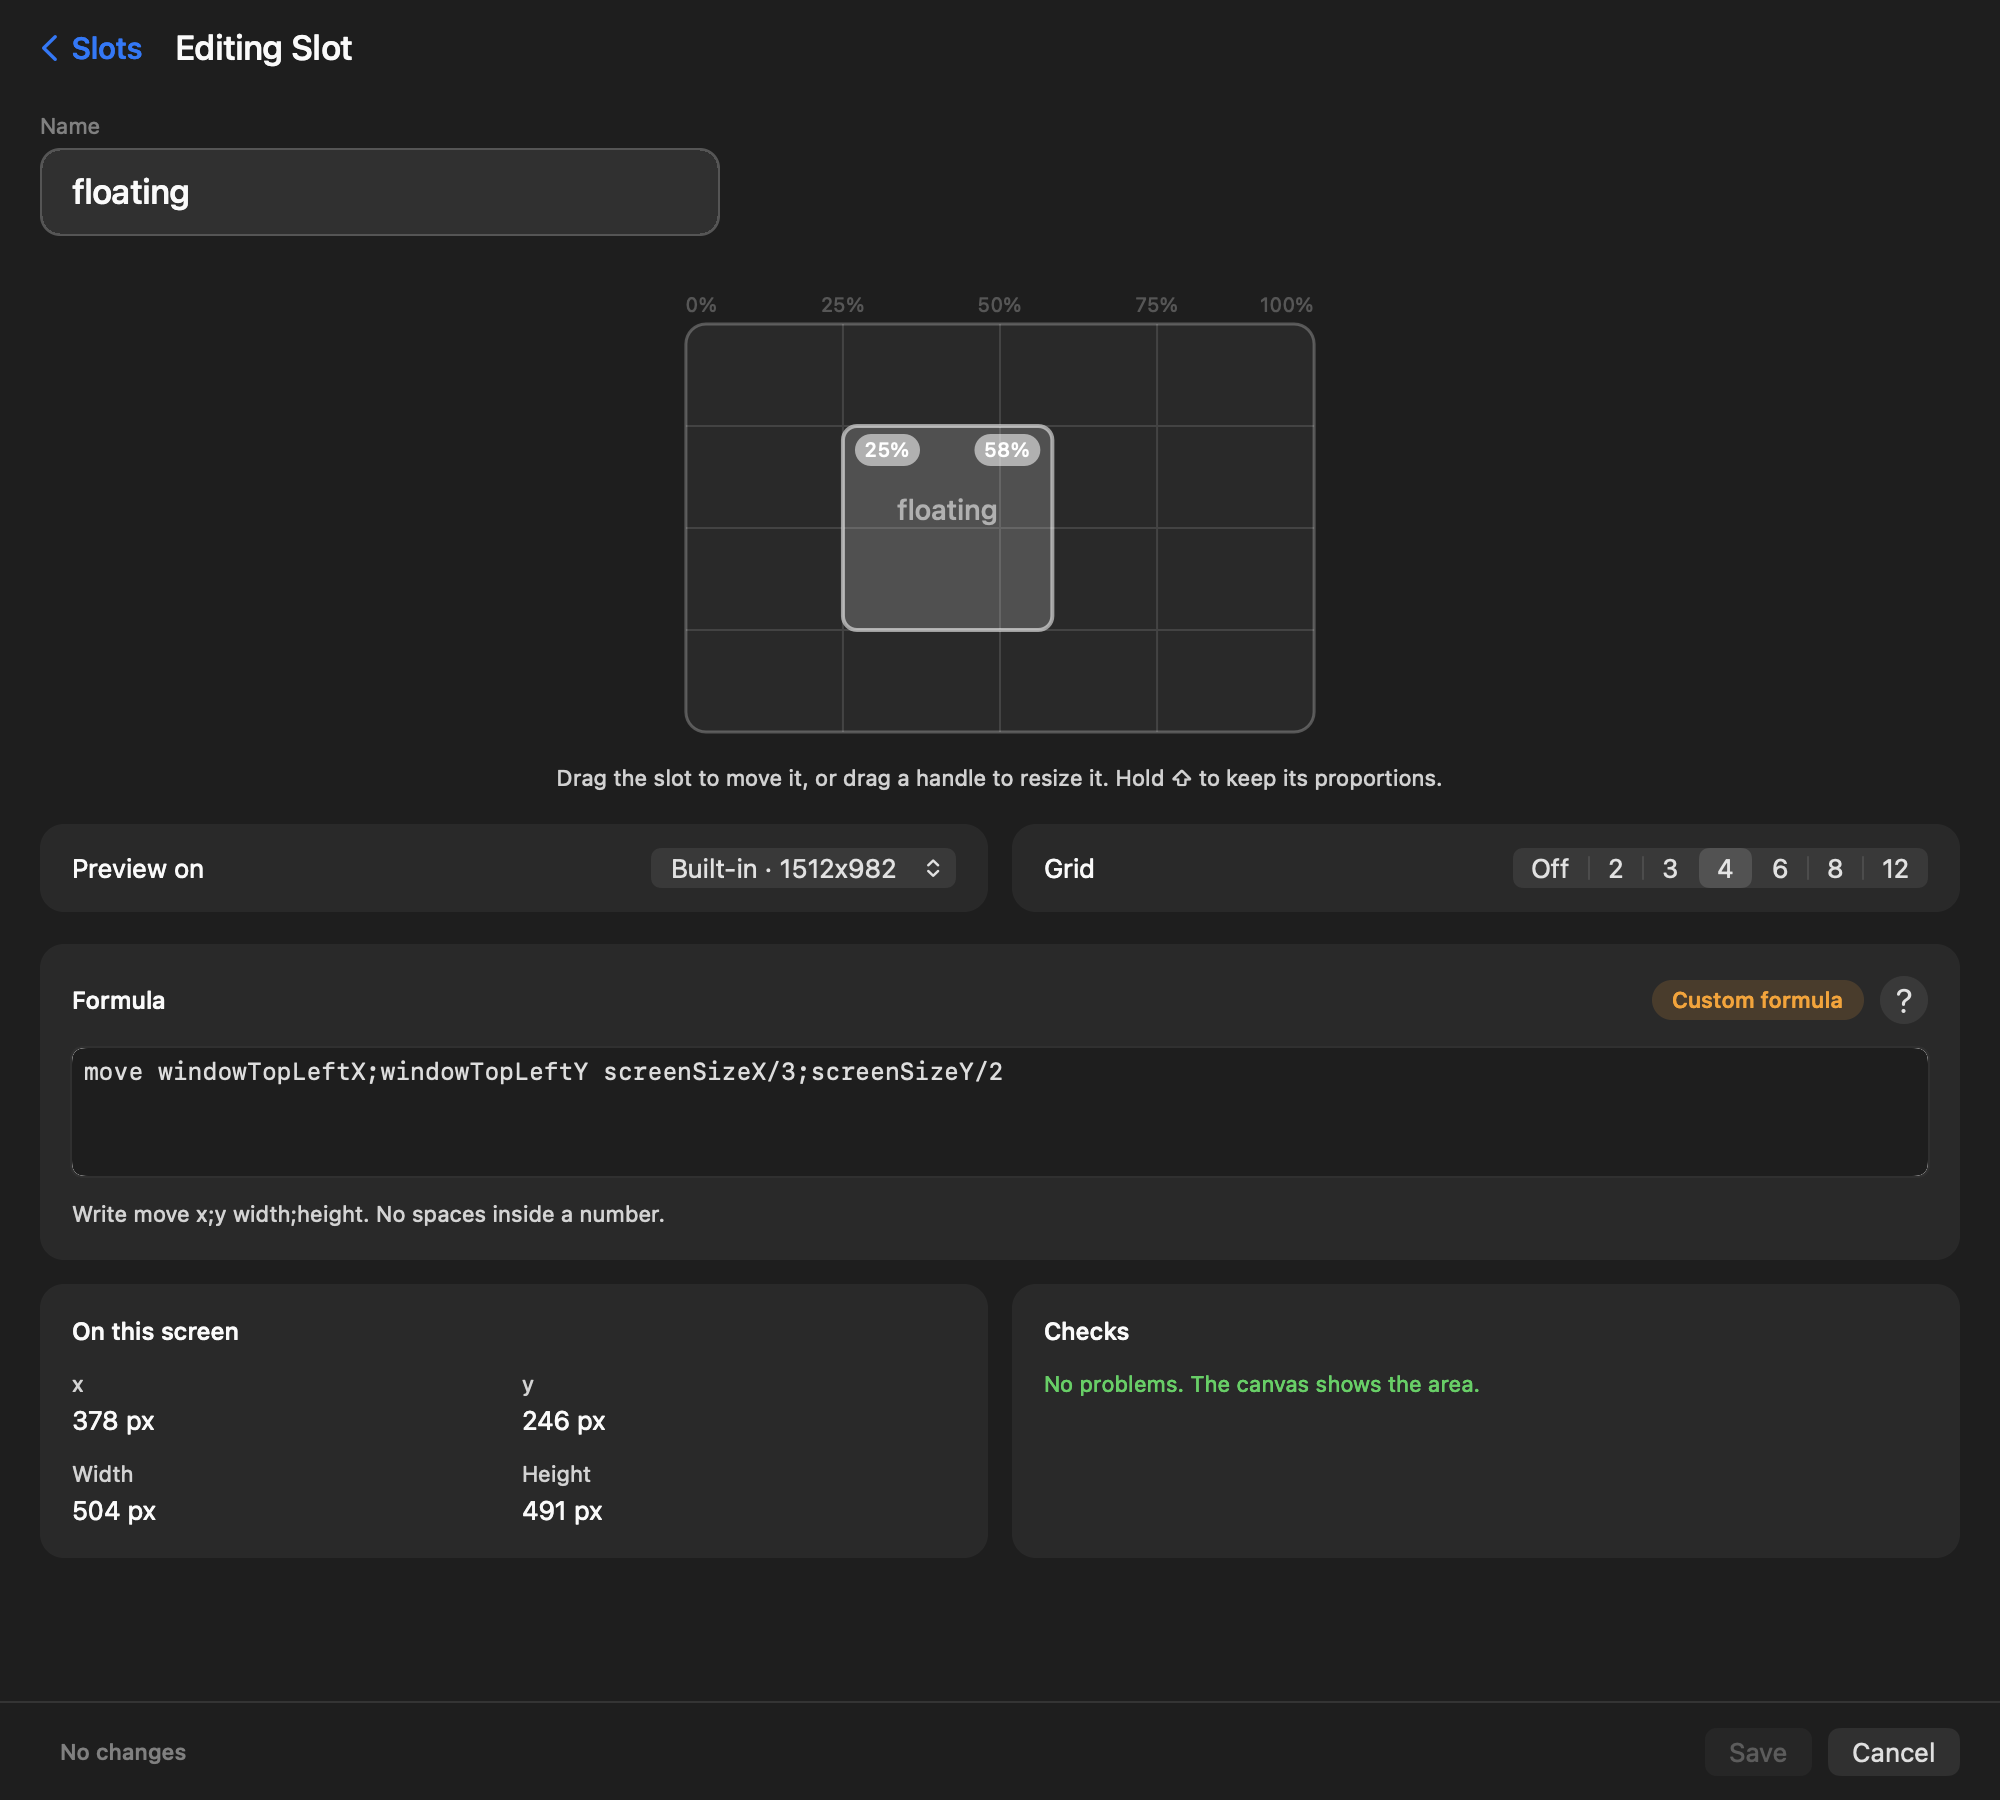 Slots Editing Slot
Name
floating
0% 25% 50% 75% 100%
25% 58%
floating
Drag the slot to move it, or drag a handle to resize it. Hold ⇧ to keep its proportions.
Preview on Built-in · 1512x982
Grid Off 2 3 4 6 8 12
Formula Custom formula ?
move windowTopLeftX;windowTopLeftY screenSizeX/3;screenSizeY/2
Write move x;y width;height. No spaces inside a number.
On this screen
x y
378 px 246 px
Width Height
504 px 491 px
Checks
No problems. The canvas shows the area.
No changes Save Cancel